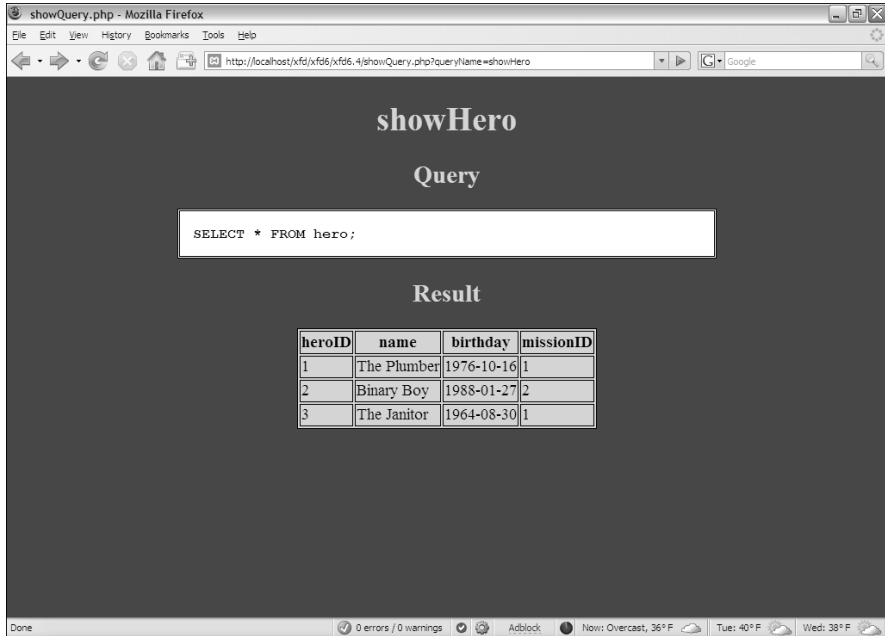 showQuery.php - Mozilla Firefox
File Edit View History Bookmarks Tools Help
http://localhost/xfd/xfd6/xfd6.4/showQuery.php?queryName=showHero
G Google
showHero
Query
SELECT * FROM hero;
Result
heroID name birthday missionID
1 The Plumber 1976-10-16 1
2 Binary Boy 1988-01-27 2
3 The Janitor 1964-08-30 1
Done 0 errors / 0 warnings Adblock Now: Overcast, 36° F Tue: 40° F Wed: 38° F